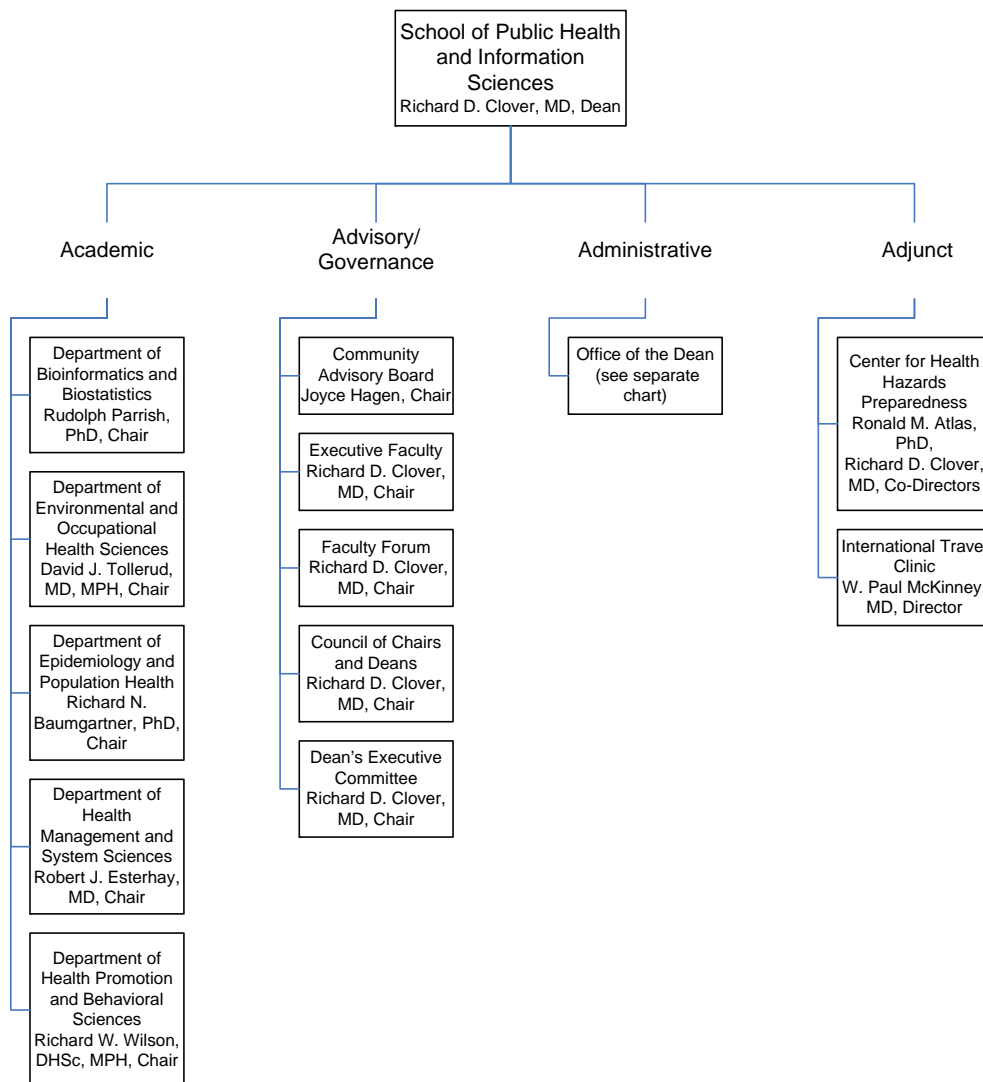 School of Public Health
and Information
Sciences
Richard D. Clover, MD, Dean
Academic
Advisory/
Governance
Administrative
Adjunct
Department of
Bioinformatics and
Biostatistics
Rudolph Parrish,
PhD, Chair
Department of
Environmental and
Occupational
Health Sciences
David J. Tollerud,
MD, MPH, Chair
Department of
Epidemiology and
Population Health
Richard N.
Baumgartner, PhD,
Chair
Department of
Health
Management and
System Sciences
Robert J. Esterhay,
MD, Chair
Department of
Health Promotion
and Behavioral
Sciences
Richard W. Wilson,
DHSc, MPH, Chair
Community
Advisory Board
Joyce Hagen, Chair
Executive Faculty
Richard D. Clover,
MD, Chair
Faculty Forum
Richard D. Clover,
MD, Chair
Council of Chairs
and Deans
Richard D. Clover,
MD, Chair
Dean’s Executive
Committee
Richard D. Clover,
MD, Chair
Office of the Dean
(see separate
chart)
Center for Health
Hazards
Preparedness
Ronald M. Atlas,
PhD,
Richard D. Clover,
MD, Co-Directors
International Travel
Clinic
W. Paul McKinney
MD, Director